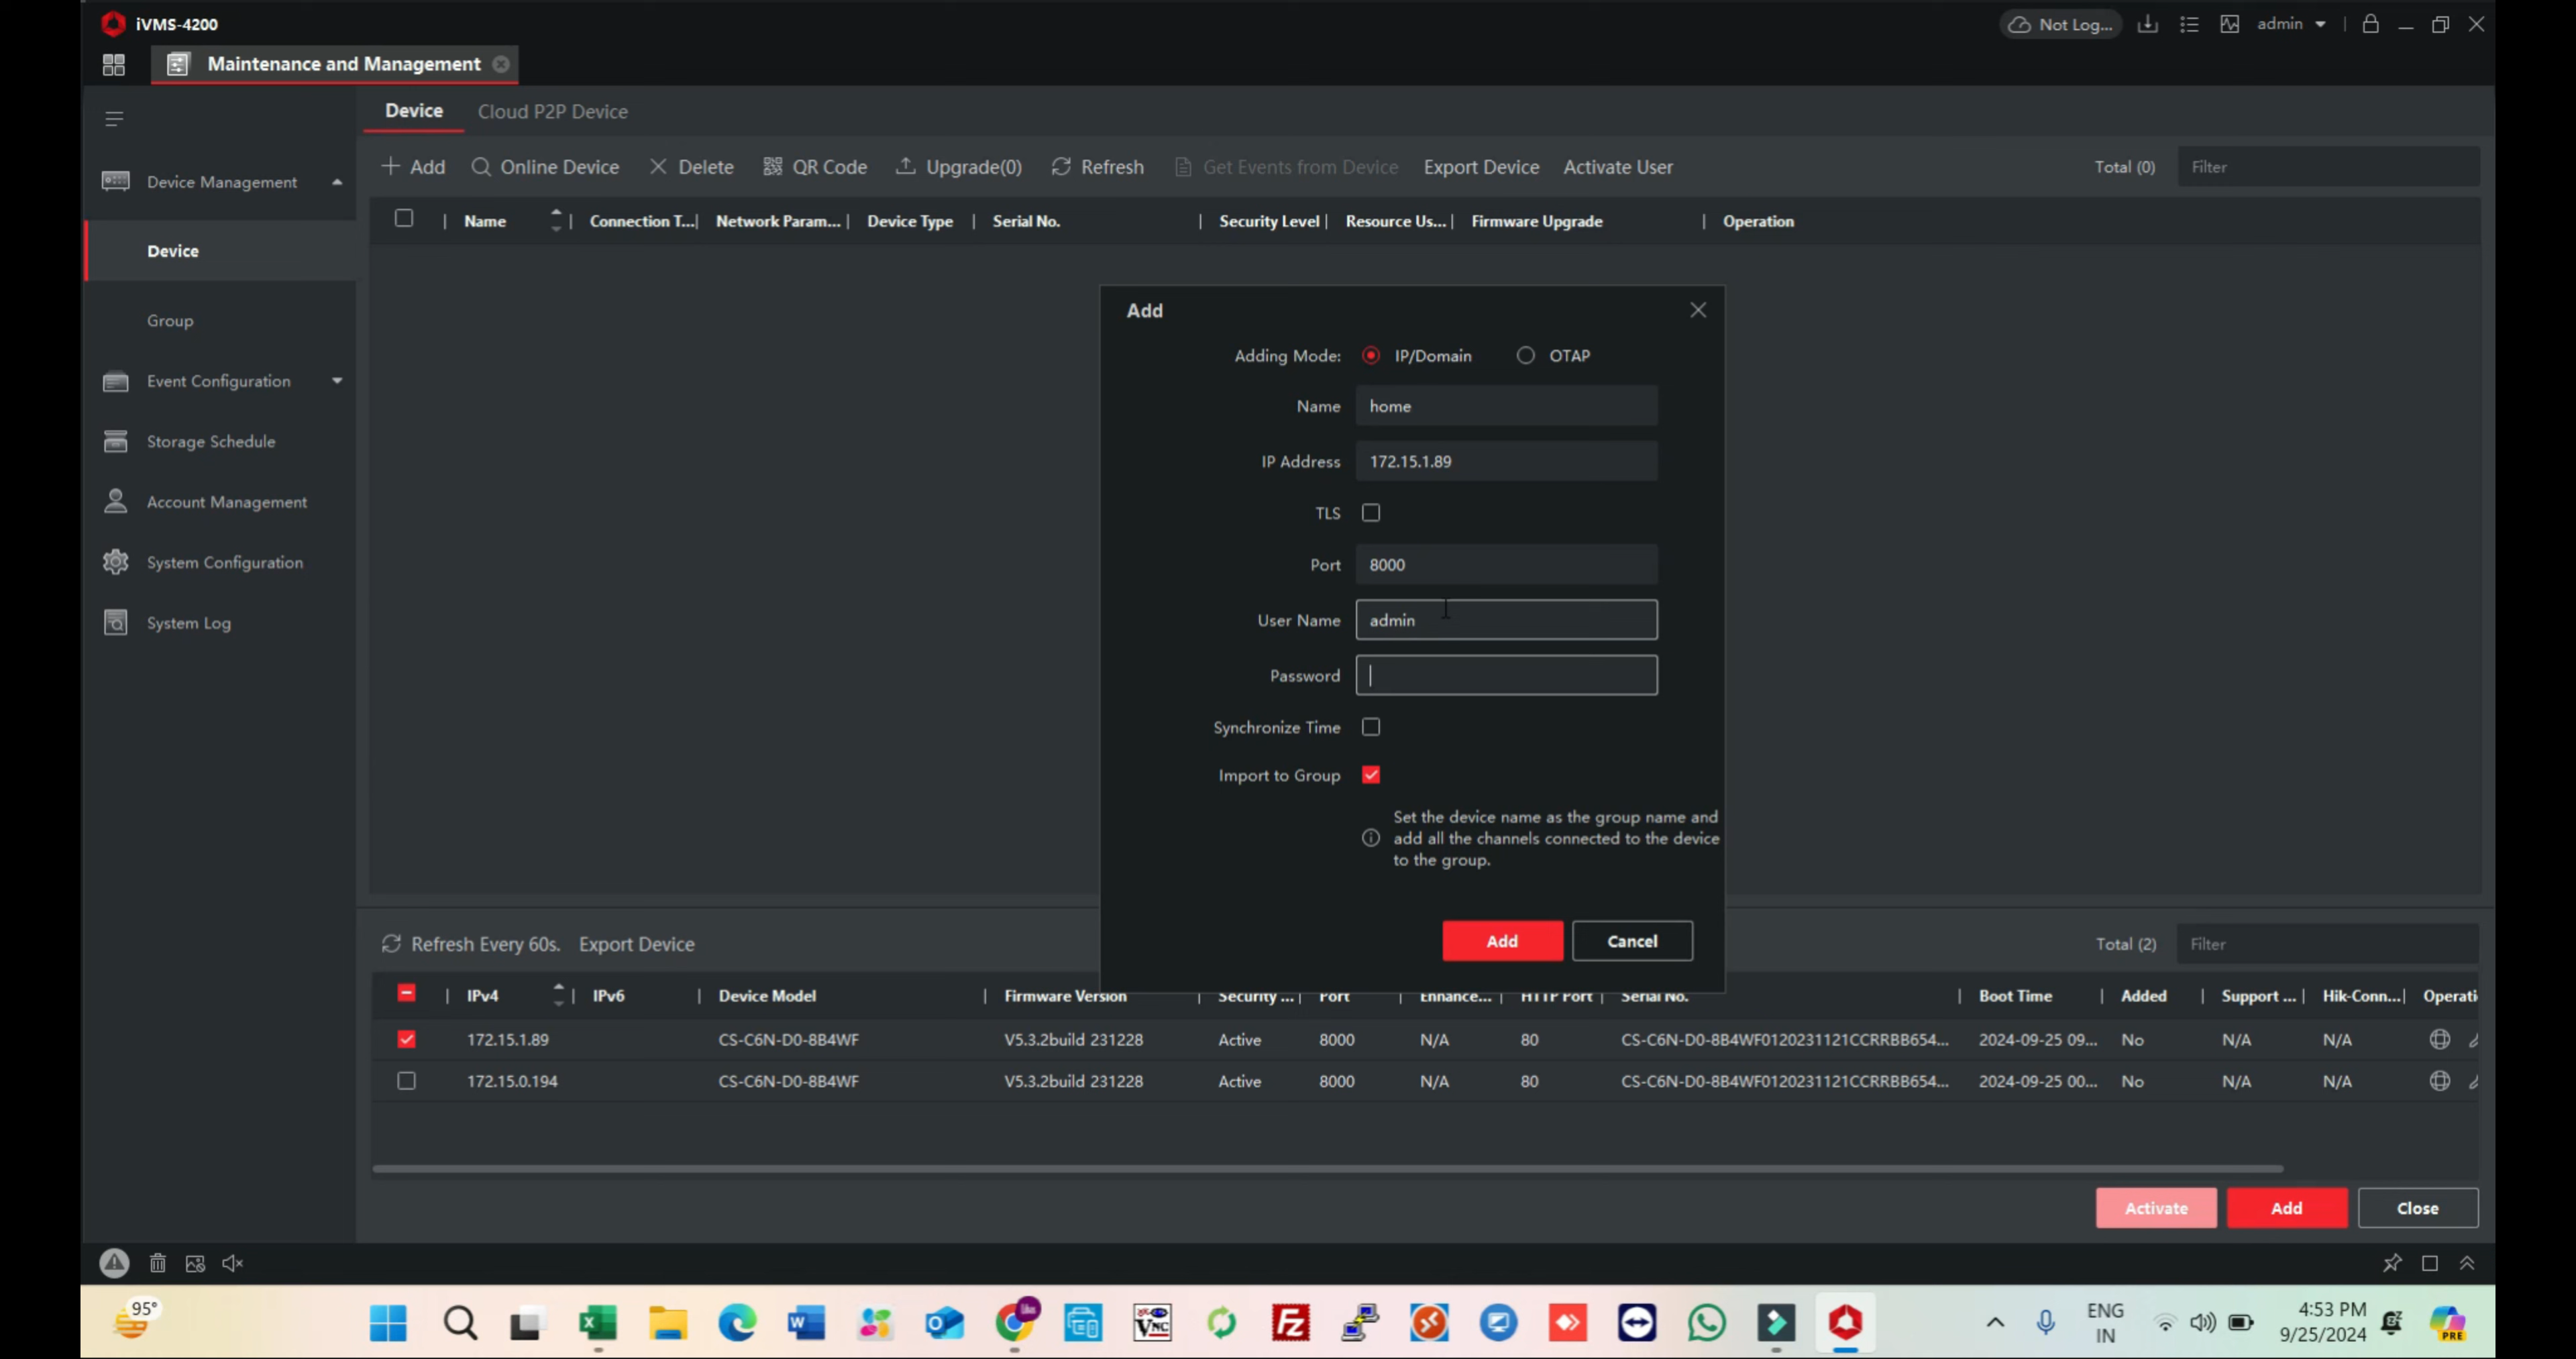 iVMS-4200
Not Log...
admin
Maintenance and Management
Device
Cloud P2P Device
Add
Online Device
Delete
QR Code
Upgrade(0)
Refresh
Get Events from Device
Export Device
Activate User
Total (0)
Filter
Device Management
Device
Group
Event Configuration
Storage Schedule
Account Management
System Configuration
System Log
Name
Connection T...
Network Param...
Device Type
Serial No.
Security Level
Resource Us...
Firmware Upgrade
Operation
Add
Adding Mode: IP/Domain OTAP
Name home
IP Address 172.15.1.89
TLS
Port 8000
User Name admin
Password
Synchronize Time
Import to Group
Set the device name as the group name and
add all the channels connected to the device
to the group.
Add Cancel
Refresh Every 60s. Export Device
Total (2)
Filter
IPv4 IPv6 Device Model Firmware Version Security ... Port Enhance... HTTP Port Serial No. Boot Time Added Support ... Hik-Conn... Operati
172.15.1.89 CS-C6N-D0-8B4WF V5.3.2build 231228 Active 8000 N/A 80 CS-C6N-D0-8B4WF0120231121CCRRBB654... 2024-09-25 09... No N/A N/A
172.15.0.194 CS-C6N-D0-8B4WF V5.3.2build 231228 Active 8000 N/A 80 CS-C6N-D0-8B4WF0120231121CCRRBB654... 2024-09-25 00... No N/A N/A
Activate Add Close
95°
VNC
Fz
ENG
IN
4:53 PM
9/25/2024
PRE